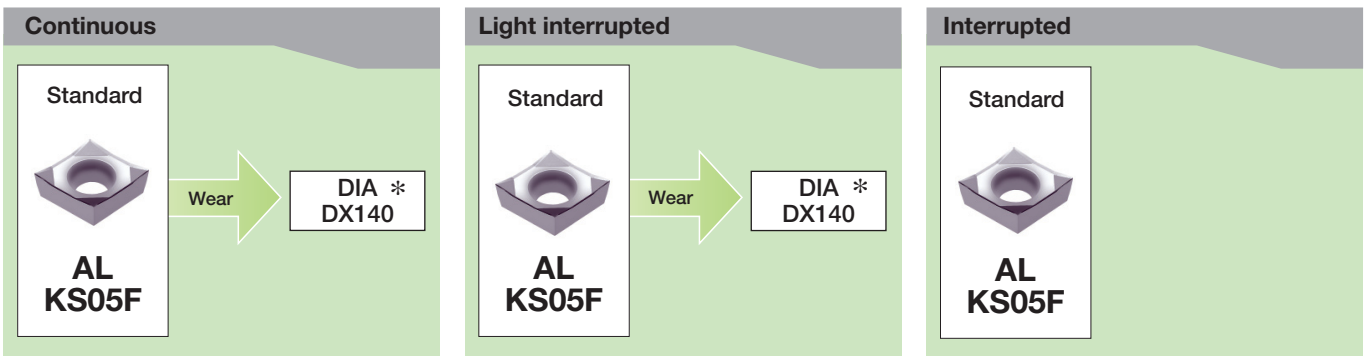 Continuous
Standard
AL
KS05F
Wear
DIA *
DX140
Light interrupted
Standard
AL
KS05F
Wear
DIA *
DX140
Interrupted
Standard
AL
KS05F